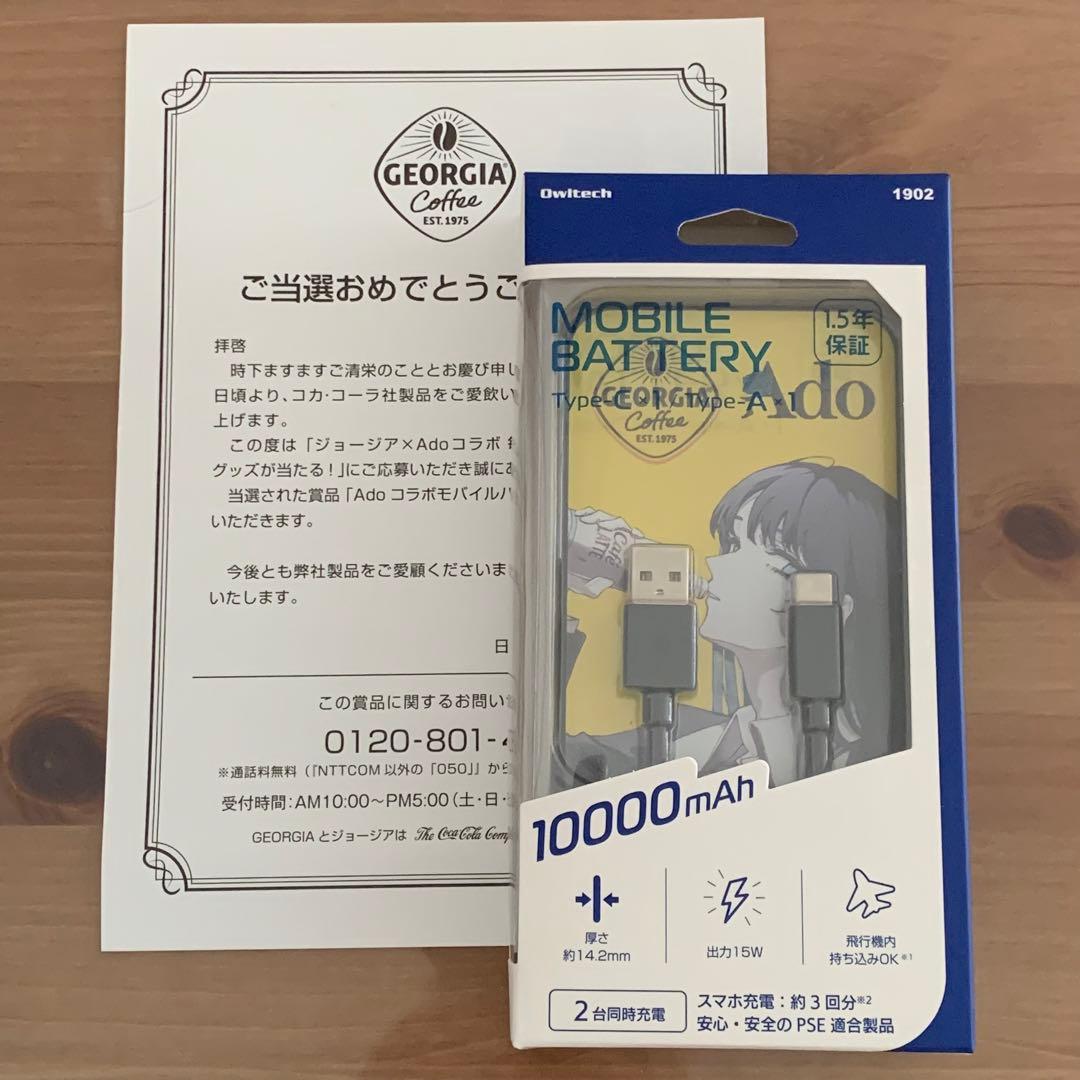 GEORGIA
Coffee
EST. 1975
ご当選おめでとうご
拝啓
時下ますますご清栄のこととお慶び申し
日頃より、コカ・コーラ社製品をご愛飲い
上げます。
この度は「ジョージア×Adoコラボ
グッズが当たる！」にご応募いただき誠にあ
当選された賞品「Ado コラボモバイルバ
いただきます。
今後とも弊社製品をご愛顧くださいま
いたします。
日
この賞品に関するお問い
0120-801-
※通話料無料（『NTTCOM以外の「050」』から
受付時間：AM10:00～PM5:00（土・日・
GEORGIA とジョージアは The Coca-Cola Comp
Owltech
1902
MOBILE
BATTERY
1.5年
保証
Type-C×1 / Type-A×1
GEORGIA
Coffee
EST. 1975
Ado
Café
LATTE
10000mAh
厚さ
約14.2mm
出力15W
飛行機内
持ち込みOK※1
2台同時充電
スマホ充電：約3回分※2
安心・安全のPSE適合製品